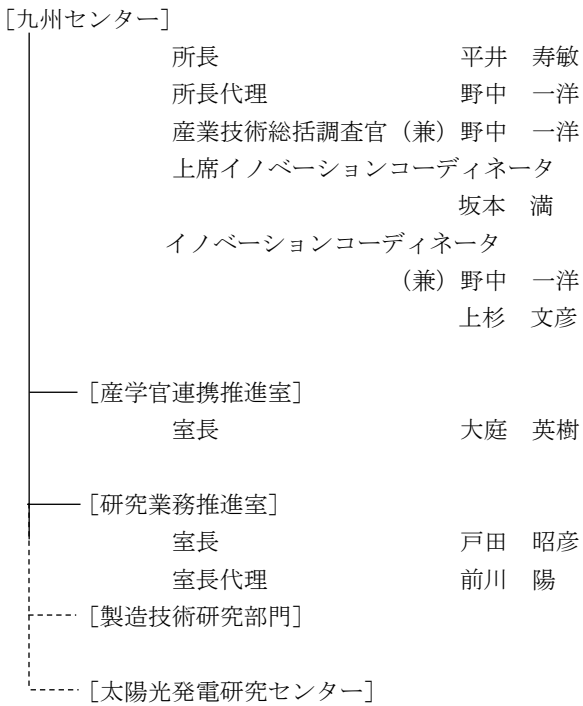 [九州センター]
所長 平井 寿敏
所長代理 野中 一洋
産業技術総括調査官（兼）野中 一洋
上席イノベーションコーディネータ
坂本 満
イノベーションコーディネータ
（兼）野中 一洋
上杉 文彦
[産学官連携推進室]
室長 大庭 英樹
[研究業務推進室]
室長 戸田 昭彦
室長代理 前川 陽
[製造技術研究部門]
[太陽光発電研究センター]